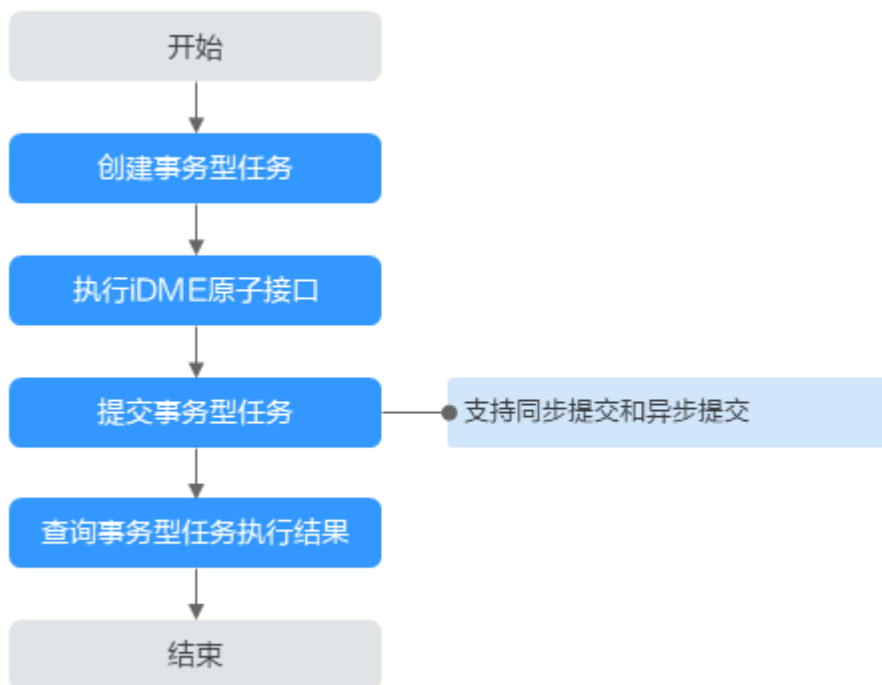 开始
创建事务型任务
执行iDME原子接口
提交事务型任务
支持同步提交和异步提交
查询事务型任务执行结果
结束